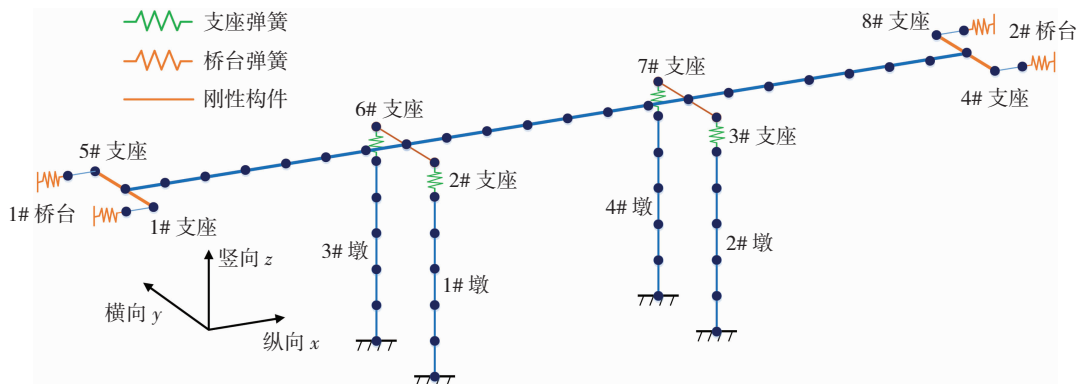 支座弹簧
桥台弹簧
刚性构件
8# 支座
2# 桥台
4# 支座
7# 支座
3# 支座
6# 支座
2# 支座
5# 支座
1# 桥台
1# 支座
4# 墩
2# 墩
3# 墩
1# 墩
竖向 z
横向 y
纵向 x